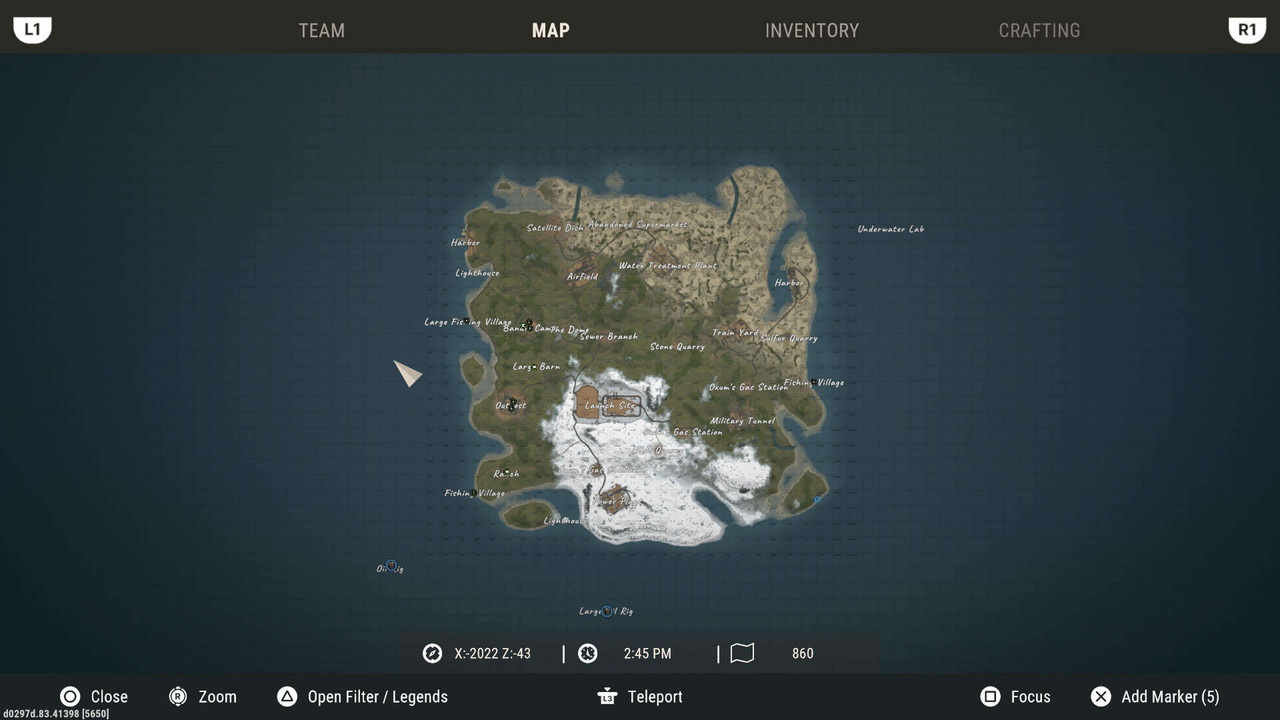 L1 TEAM MAP INVENTORY CRAFTING R1
Satellite Dish Abandoned Supermarket
Underwater Lab
Harbor
Water Treatment Plant
Lighthouse
Airfield
Harbor
Large Fishing Village
The Dome
Sewer Branch
Train Yard
Sulfur Quarry
Stone Quarry
Large Barn
Oxum's Gas Station
Fishing Village
Launch Site
Military Tunnel
Gas Station
Ranch
Fishing Village
Lighthouse
Large Oil Rig
X:-2022 Z:-43 | 2:45 PM | 860
Close R Zoom Open Filter / Legends L3 Teleport Focus Add Marker (5)
d0297d.83.41398 [5650]